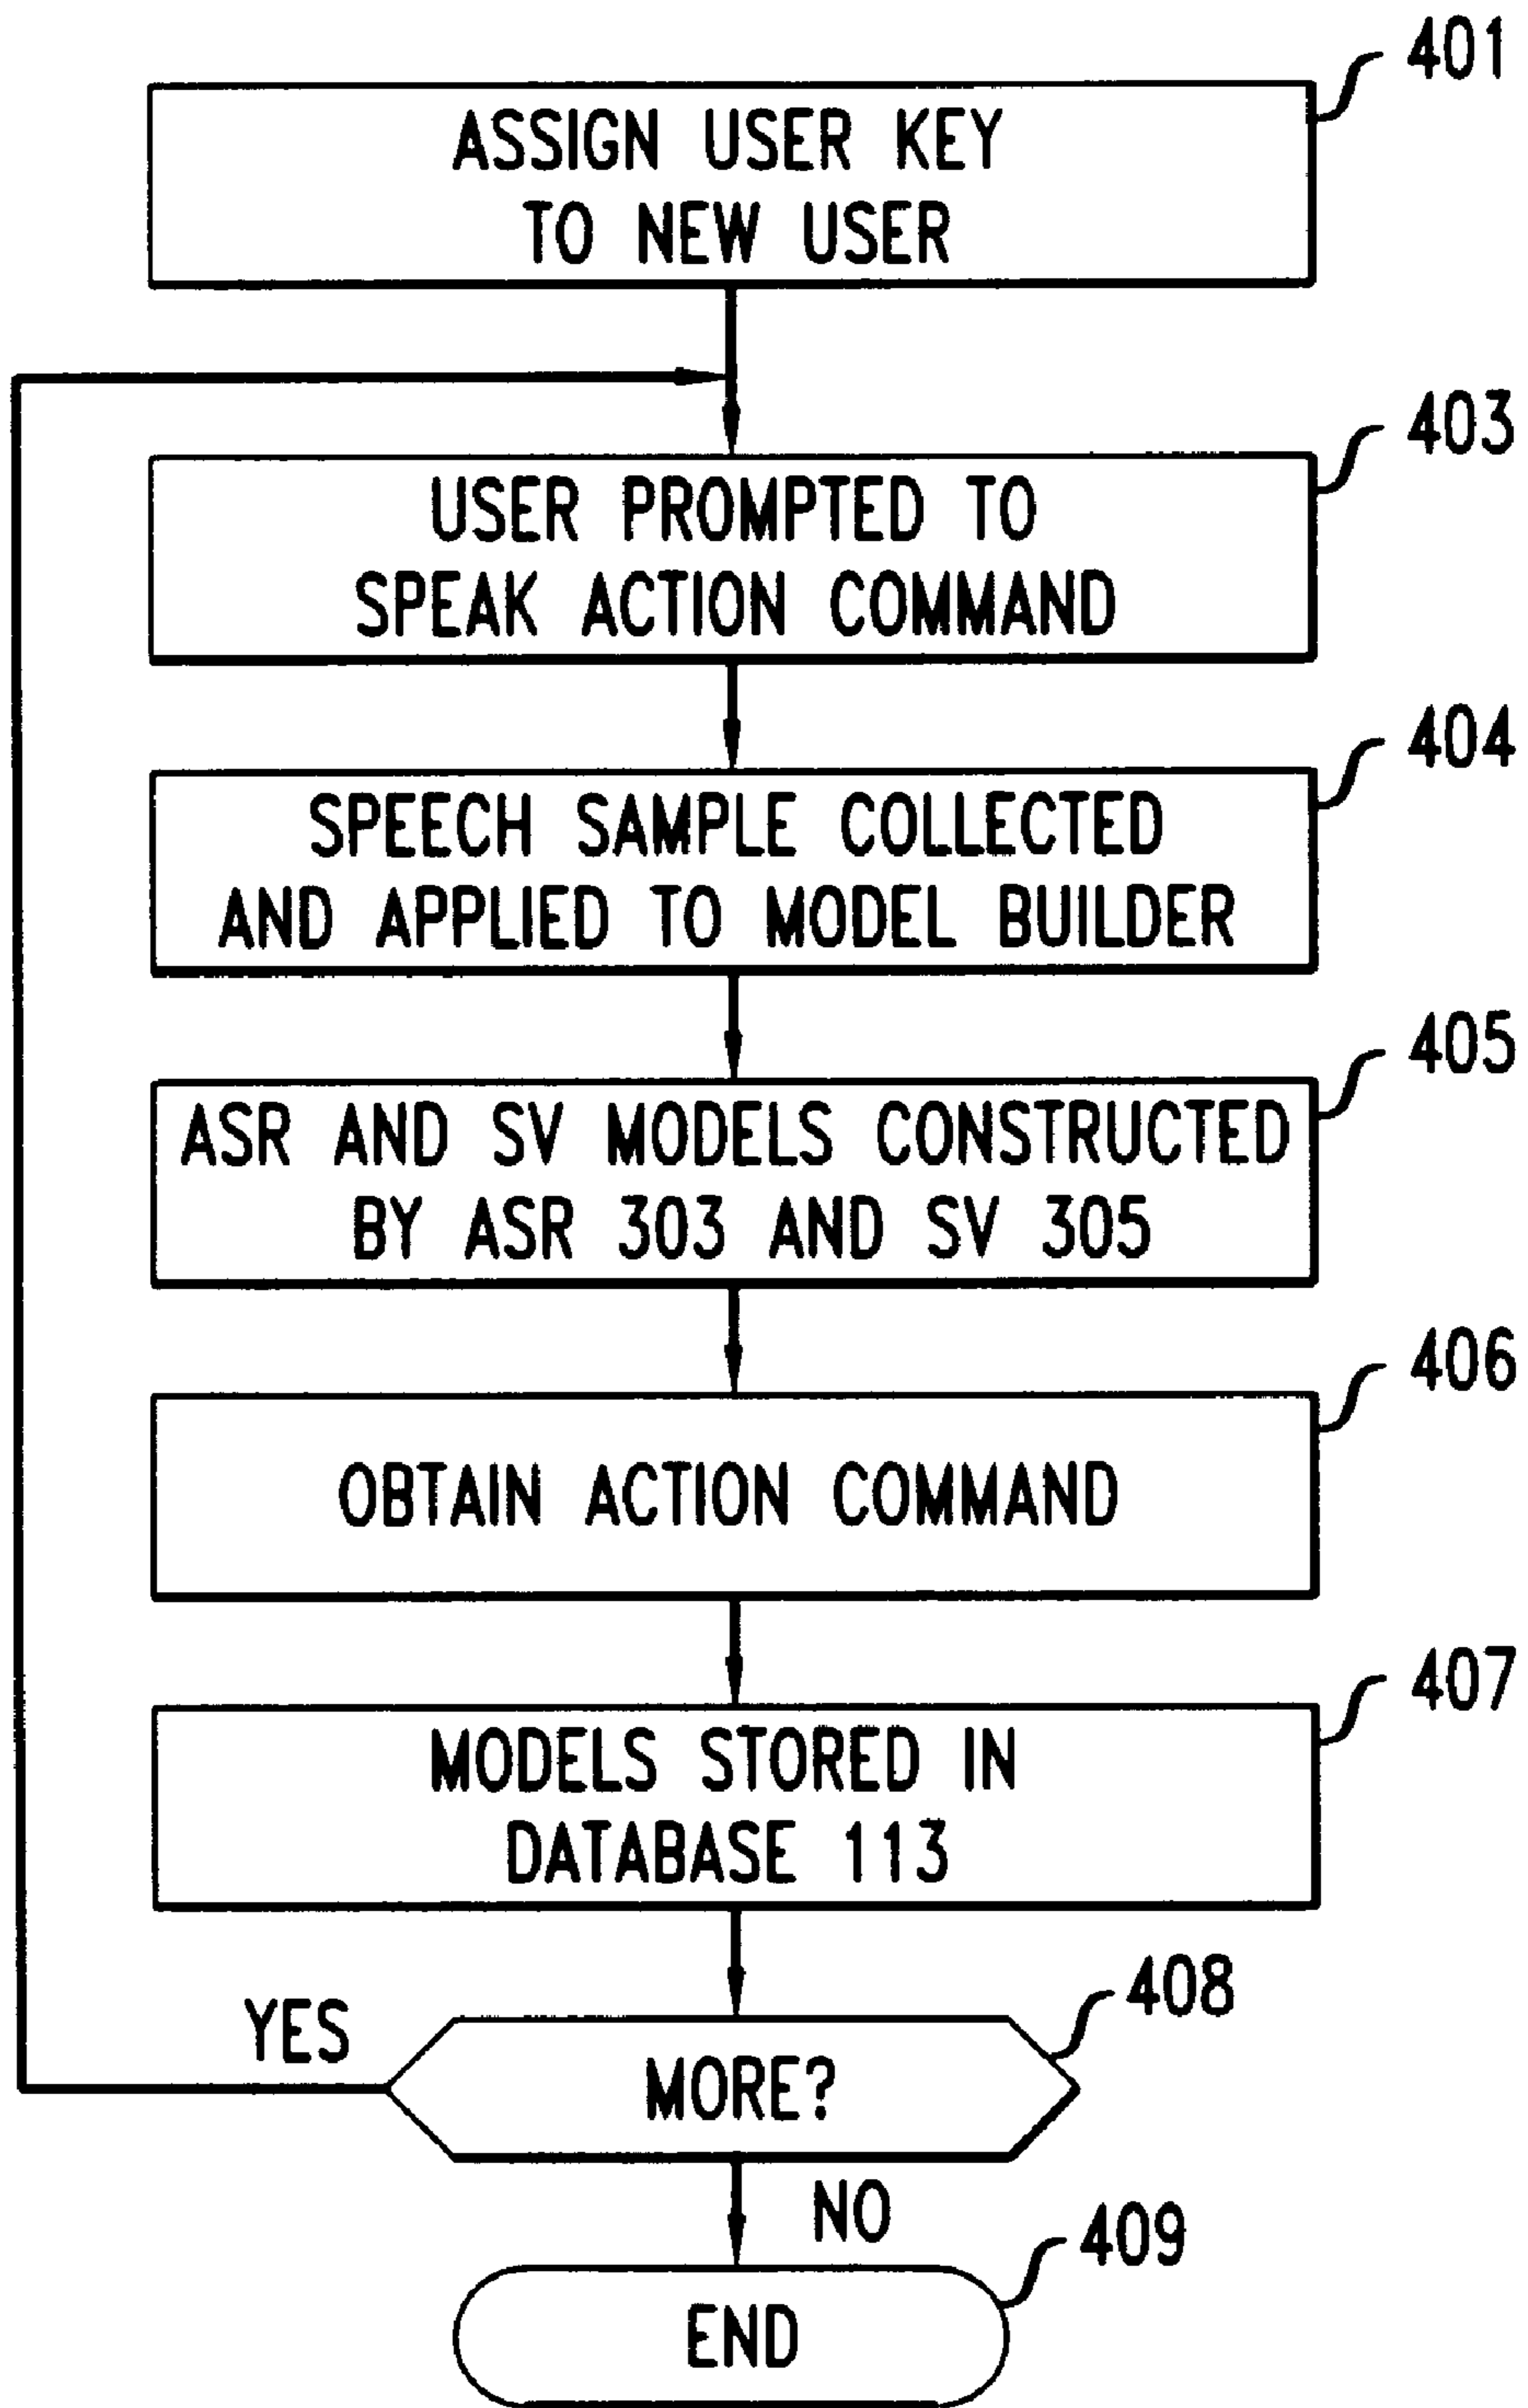 401
ASSIGN USER KEY
TO NEW USER
403
USER PROMPTED TO
SPEAK ACTION COMMAND
404
SPEECH SAMPLE COLLECTED
AND APPLIED TO MODEL BUILDER
405
ASR AND SV MODELS CONSTRUCTED
BY ASR 303 AND SV 305
406
OBTAIN ACTION COMMAND
407
MODELS STORED IN
DATABASE 113
408
YES
MORE?
NO
409
END